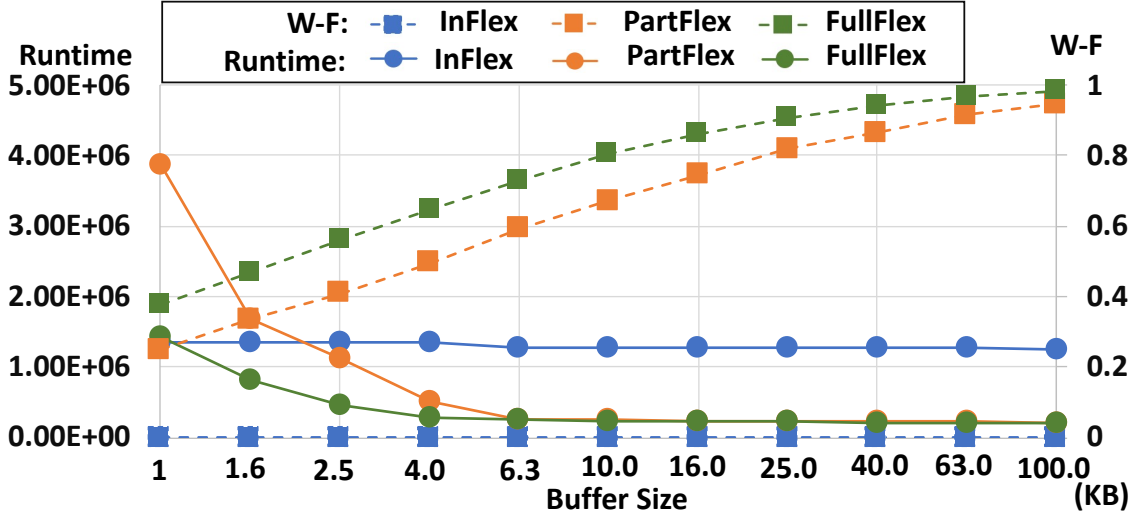 W-F: InFlex PartFlex FullFlex
Runtime: InFlex PartFlex FullFlex
Runtime W-F
5.00E+06 1
4.00E+06 0.8
3.00E+06 0.6
2.00E+06 0.4
1.00E+06 0.2
0.00E+00 0
1 1.6 2.5 4.0 6.3 10.0 16.0 25.0 40.0 63.0 100.0
Buffer Size (KB)